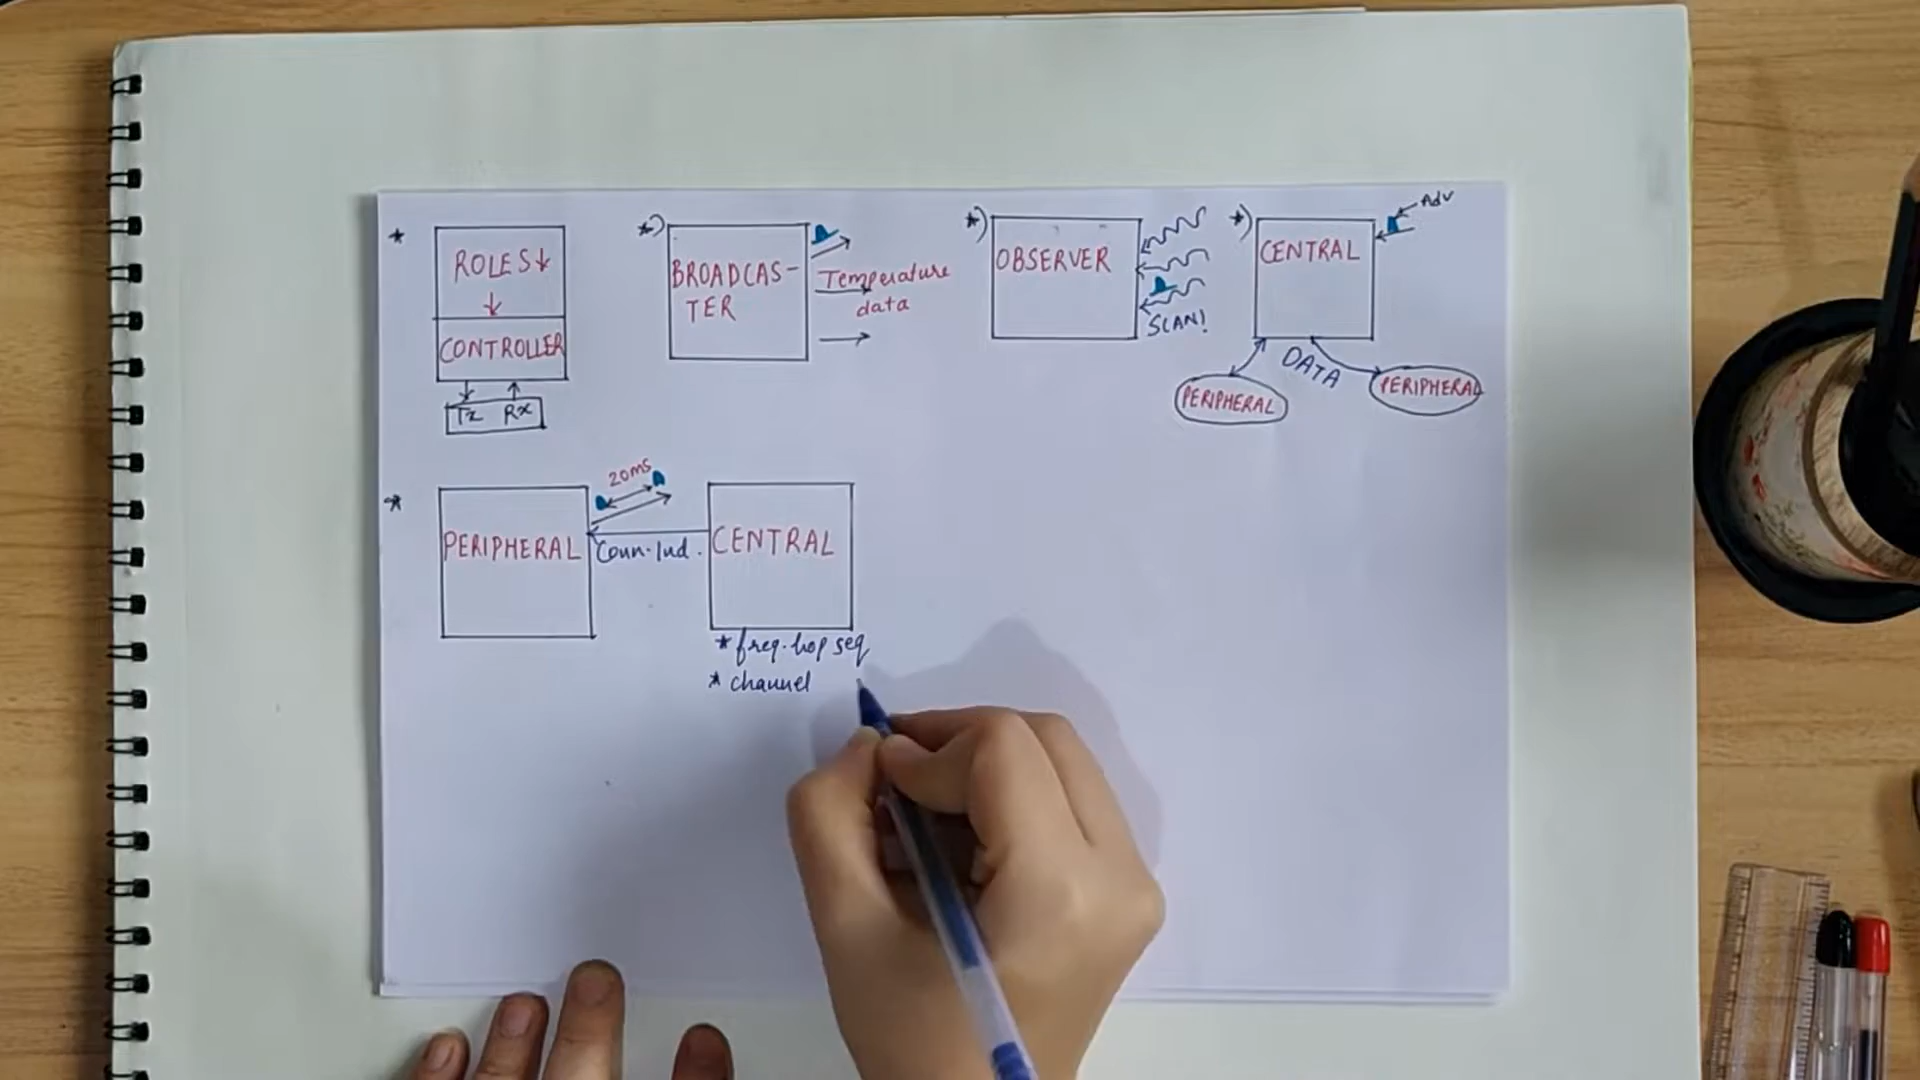 *
ROLES↓
↓
CONTROLLER
Tx Rx
*)
BROADCAS-
TER
Temperature
data
*)
OBSERVER
SCAN!
*)
CENTRAL
Adv
DATA
PERIPHERAL
PERIPHERAL
*
PERIPHERAL
20ms
Conn-Ind.
CENTRAL
* freq-hop seq
* channel